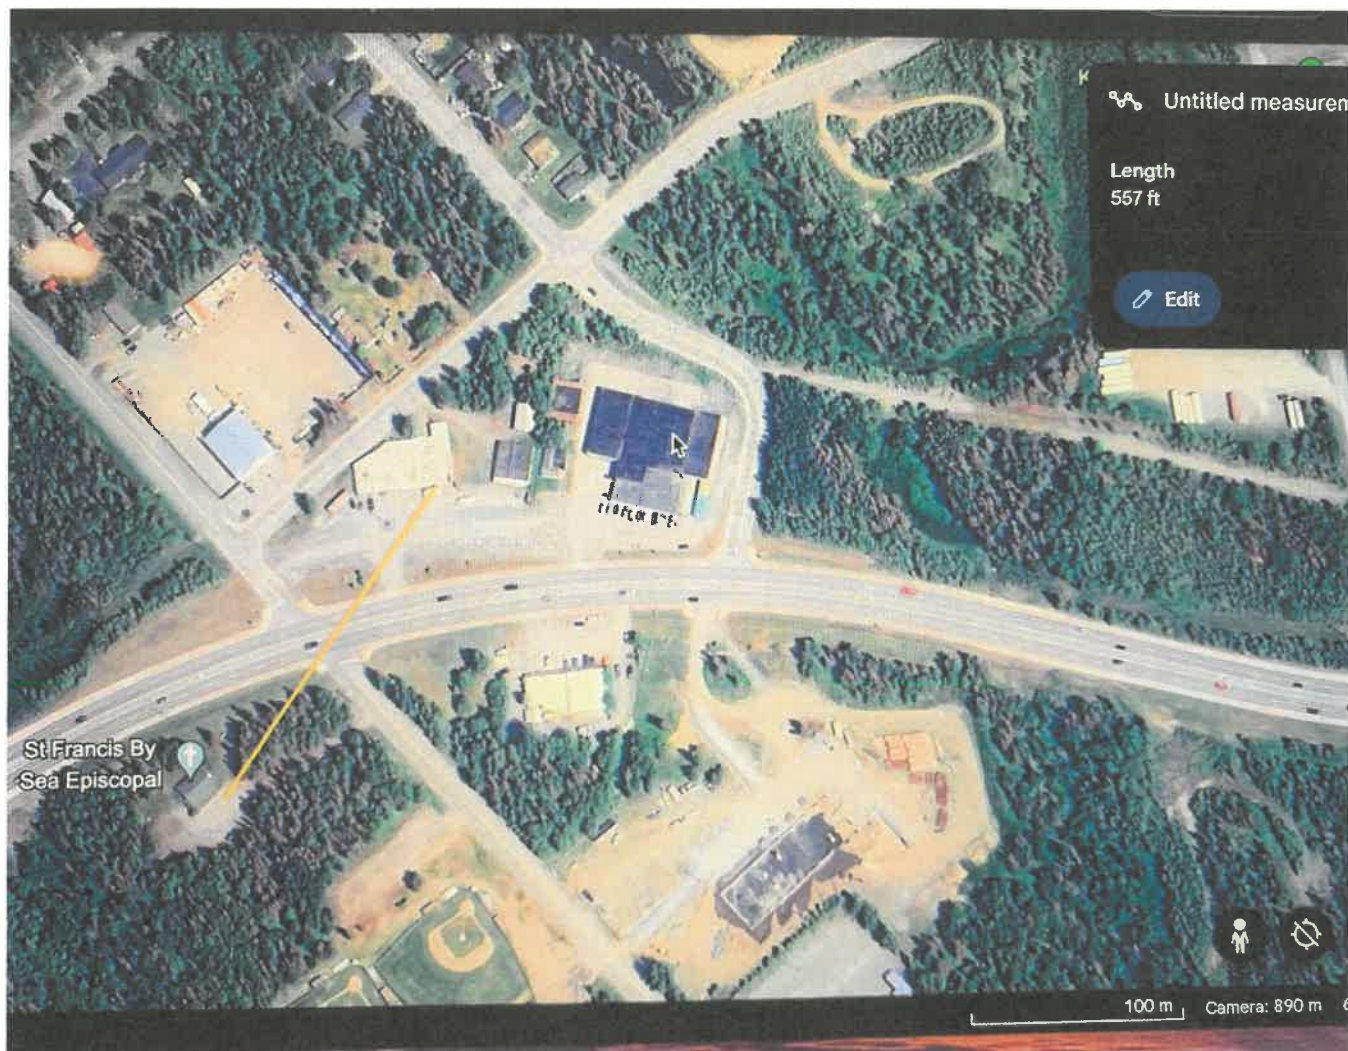 Untitled measurem
Length
557 ft
Edit
St Francis By
Sea Episcopal
100 m
Camera: 890 m